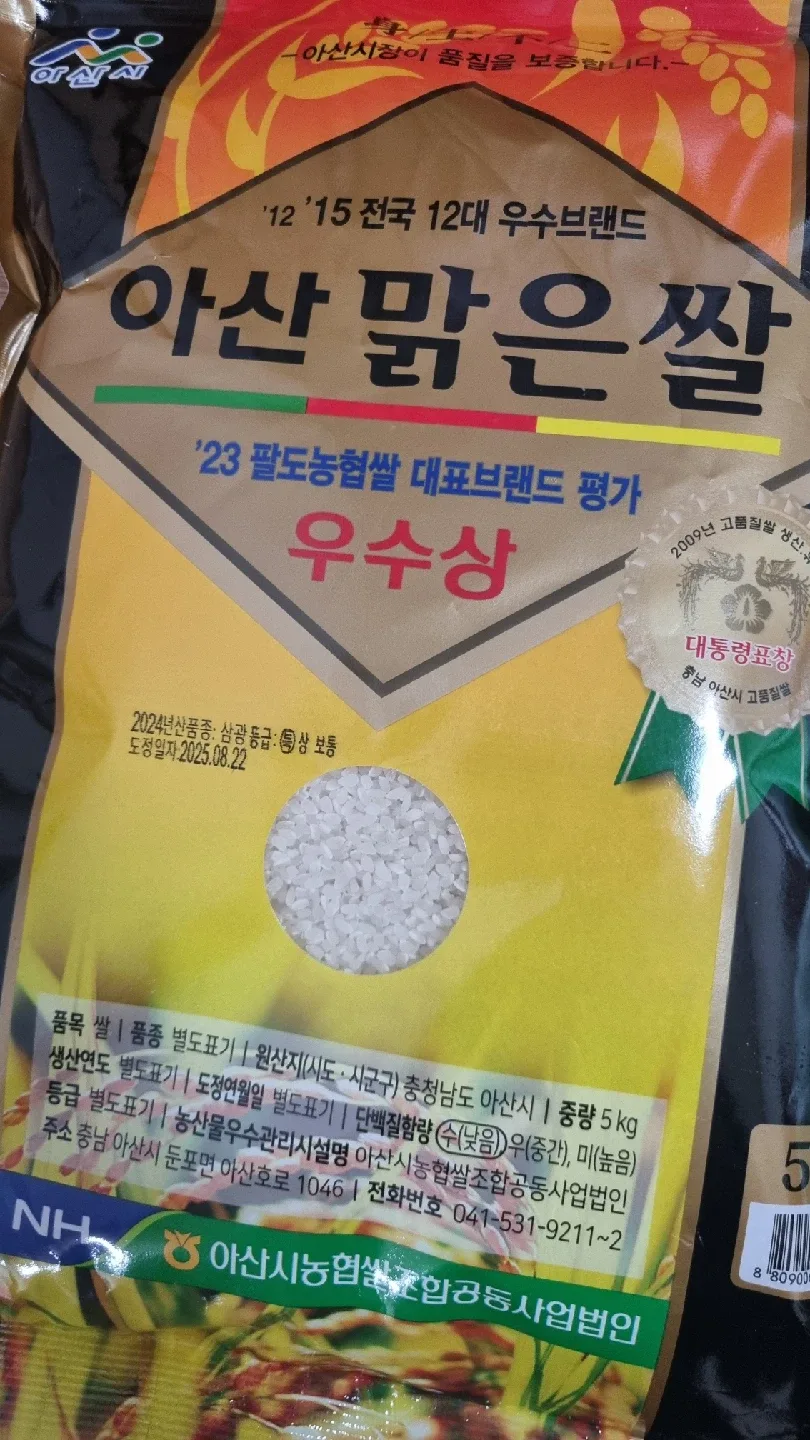 아산시
-아산시장이 품질을 보증합니다.-
'12 '15 전국 12대 우수브랜드
아산 맑은쌀
'23 팔도농협쌀 대표브랜드 평가
우수상
2009년 고품질쌀 생산.
대통령표창
충남 아산시 고품질쌀
2024년산품종: 삼광 등급: 특 상 보통
도정일자:2025.08.22
품목 쌀 | 품종 별도표기 | 원산지(시도·시군구) 충청남도 아산시 | 중량 5 kg
생산연도 별도표기 | 도정연월일 별도표기 | 단백질함량 수(낮음), 우(중간), 미(높음)
등급 별도표기 | 농산물우수관리시설명 아산시농협쌀조합공동사업법인
주소 충남 아산시 둔포면 아산호로 1046 | 전화번호 041-531-9211~2
5
NH
아산시농협쌀조합공동사업법인